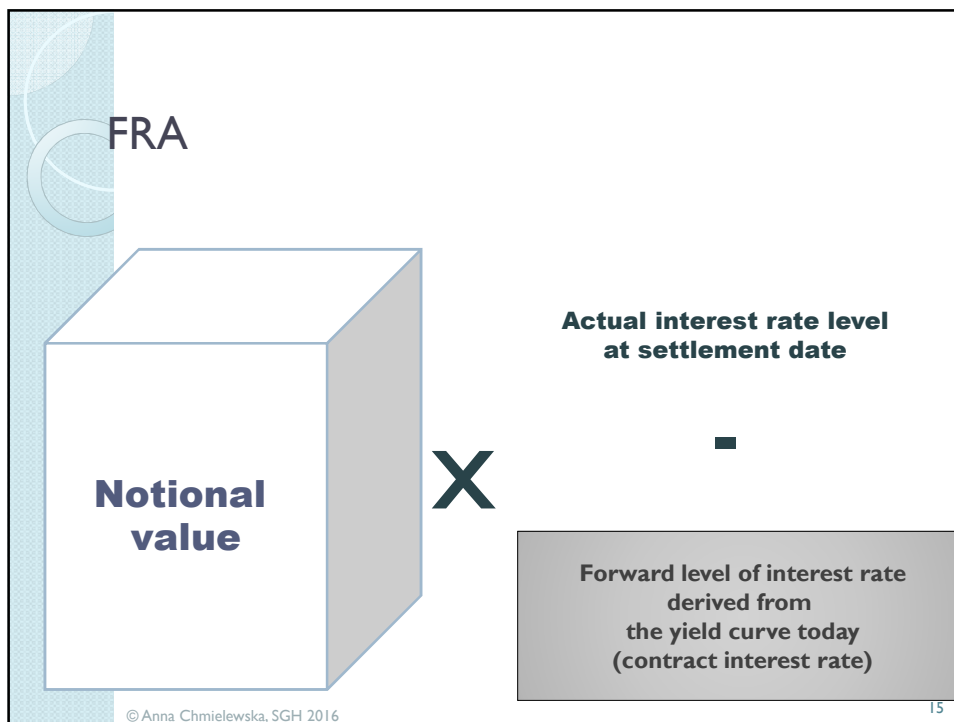 FRA
Actual interest rate level
at settlement date
-
Notional
value
X
Forward level of interest rate
derived from
the yield curve today
(contract interest rate)
© Anna Chmielewska, SGH 2016
15